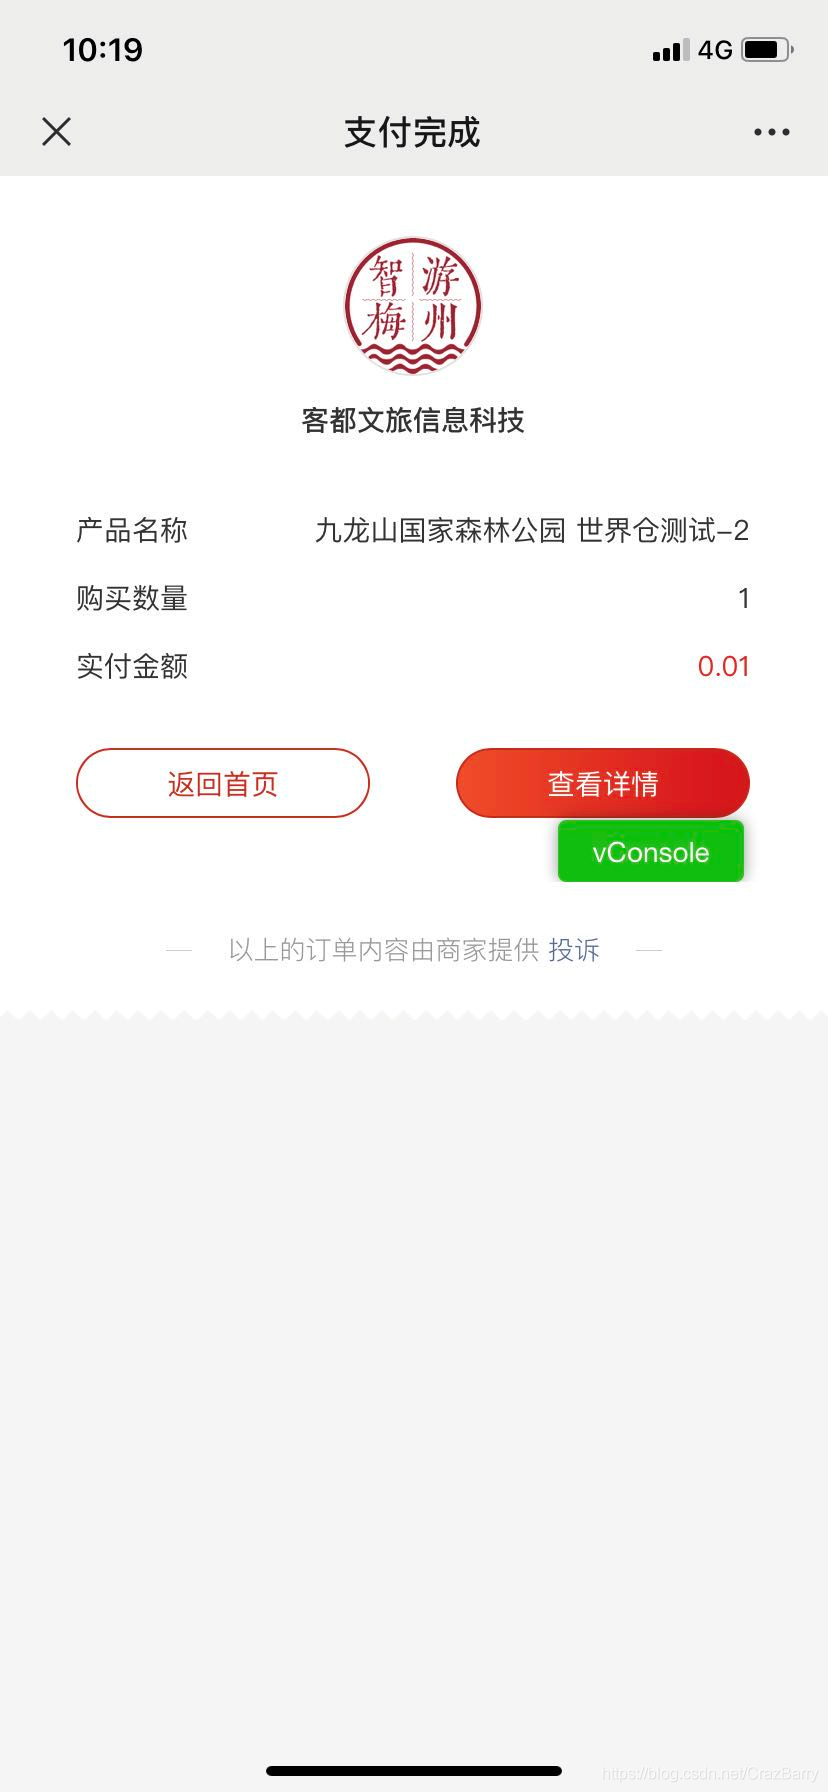 10:19
4G
支付完成
智游
梅州
客都文旅信息科技
产品名称 九龙山国家森林公园 世界仓测试-2
购买数量 1
实付金额 0.01
返回首页 查看详情
vConsole
以上的订单内容由商家提供 投诉
https://blog.csdn.net/CrazBarry